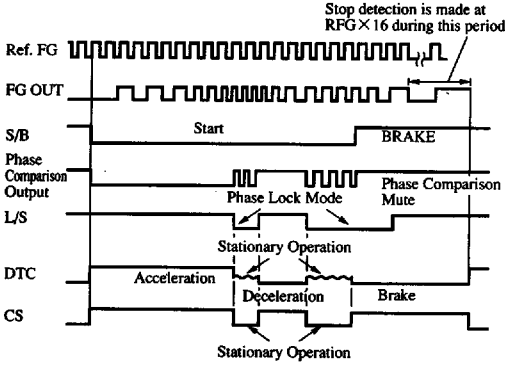 Stop detection is made at
RFG×16 during this period
Ref. FG
FG OUT
S/B
Start
BRAKE
Phase
Comparison
Output
Phase Comparison
Mute
Phase Lock Mode
L/S
Stationary Operation
DTC
Acceleration
Deceleration
Brake
CS
Stationary Operation